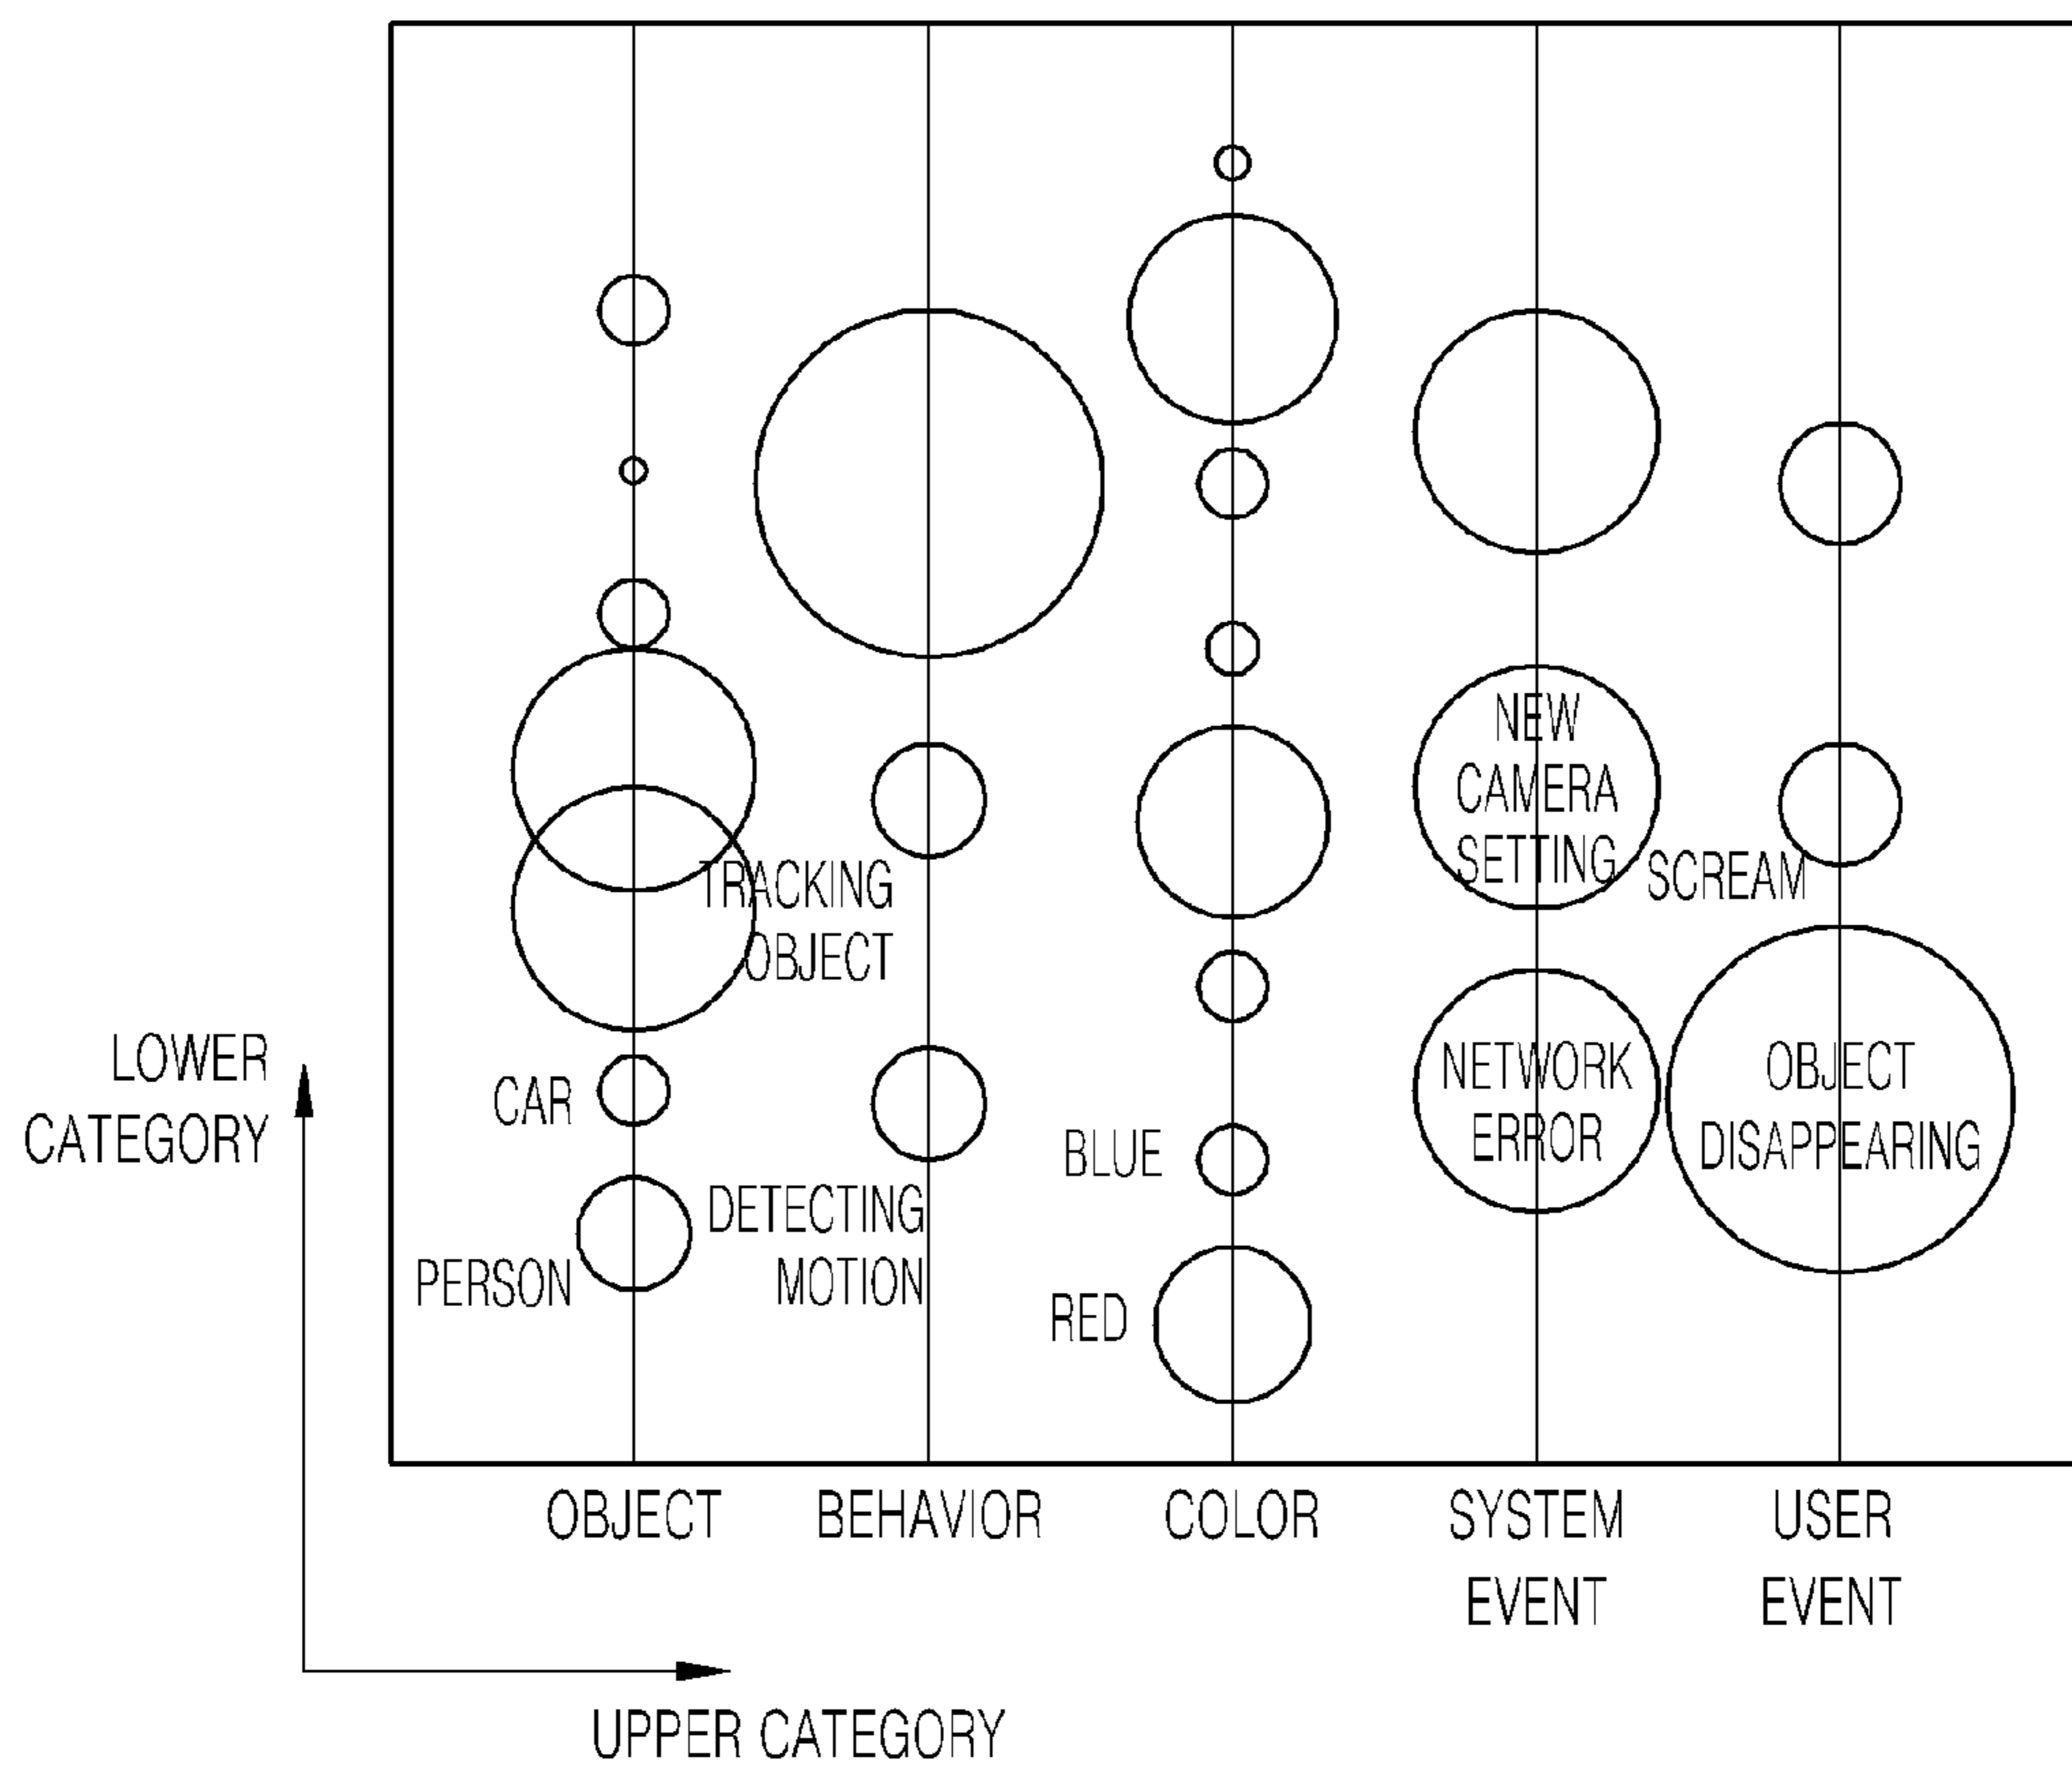 NEW
CAMERA
SETTING
SCREAM
TRACKING
OBJECT
LOWER
CATEGORY
CAR
NETWORK
ERROR
OBJECT
DISAPPEARING
BLUE
DETECTING
MOTION
PERSON
RED
OBJECT
BEHAVIOR
COLOR
SYSTEM
EVENT
USER
EVENT
UPPER CATEGORY